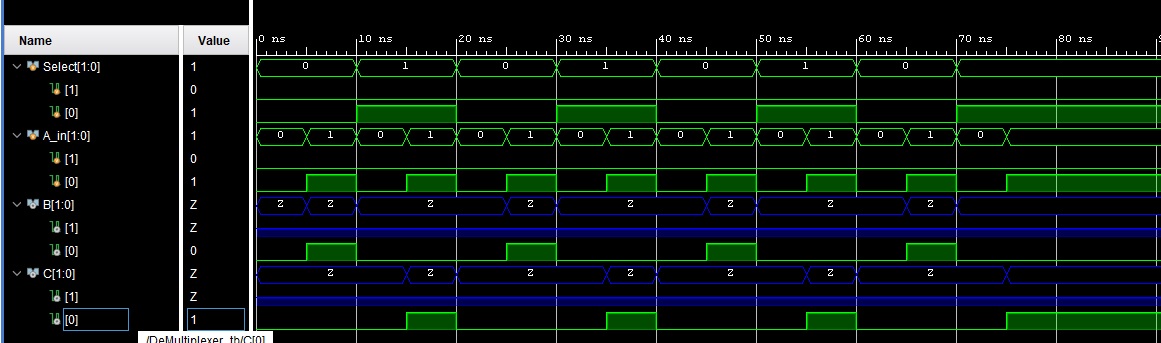 Name Value 0 ns 10 ns 20 ns 30 ns 40 ns 50 ns 60 ns 70 ns 80 ns
Select[1:0] 1 0 1 0 1 0 1 0
[1] 0
[0] 1
A_in[1:0] 1 0 1 0 1 0 1 0 1 0 1 0 1 0 1 0
[1] 0
[0] 1
B[1:0] Z Z Z Z Z Z Z Z Z
[1] Z
[0] 0
C[1:0] Z Z Z Z Z Z Z Z
[1] Z
[0] 1
/DeMultiplexer_tb/C[0]